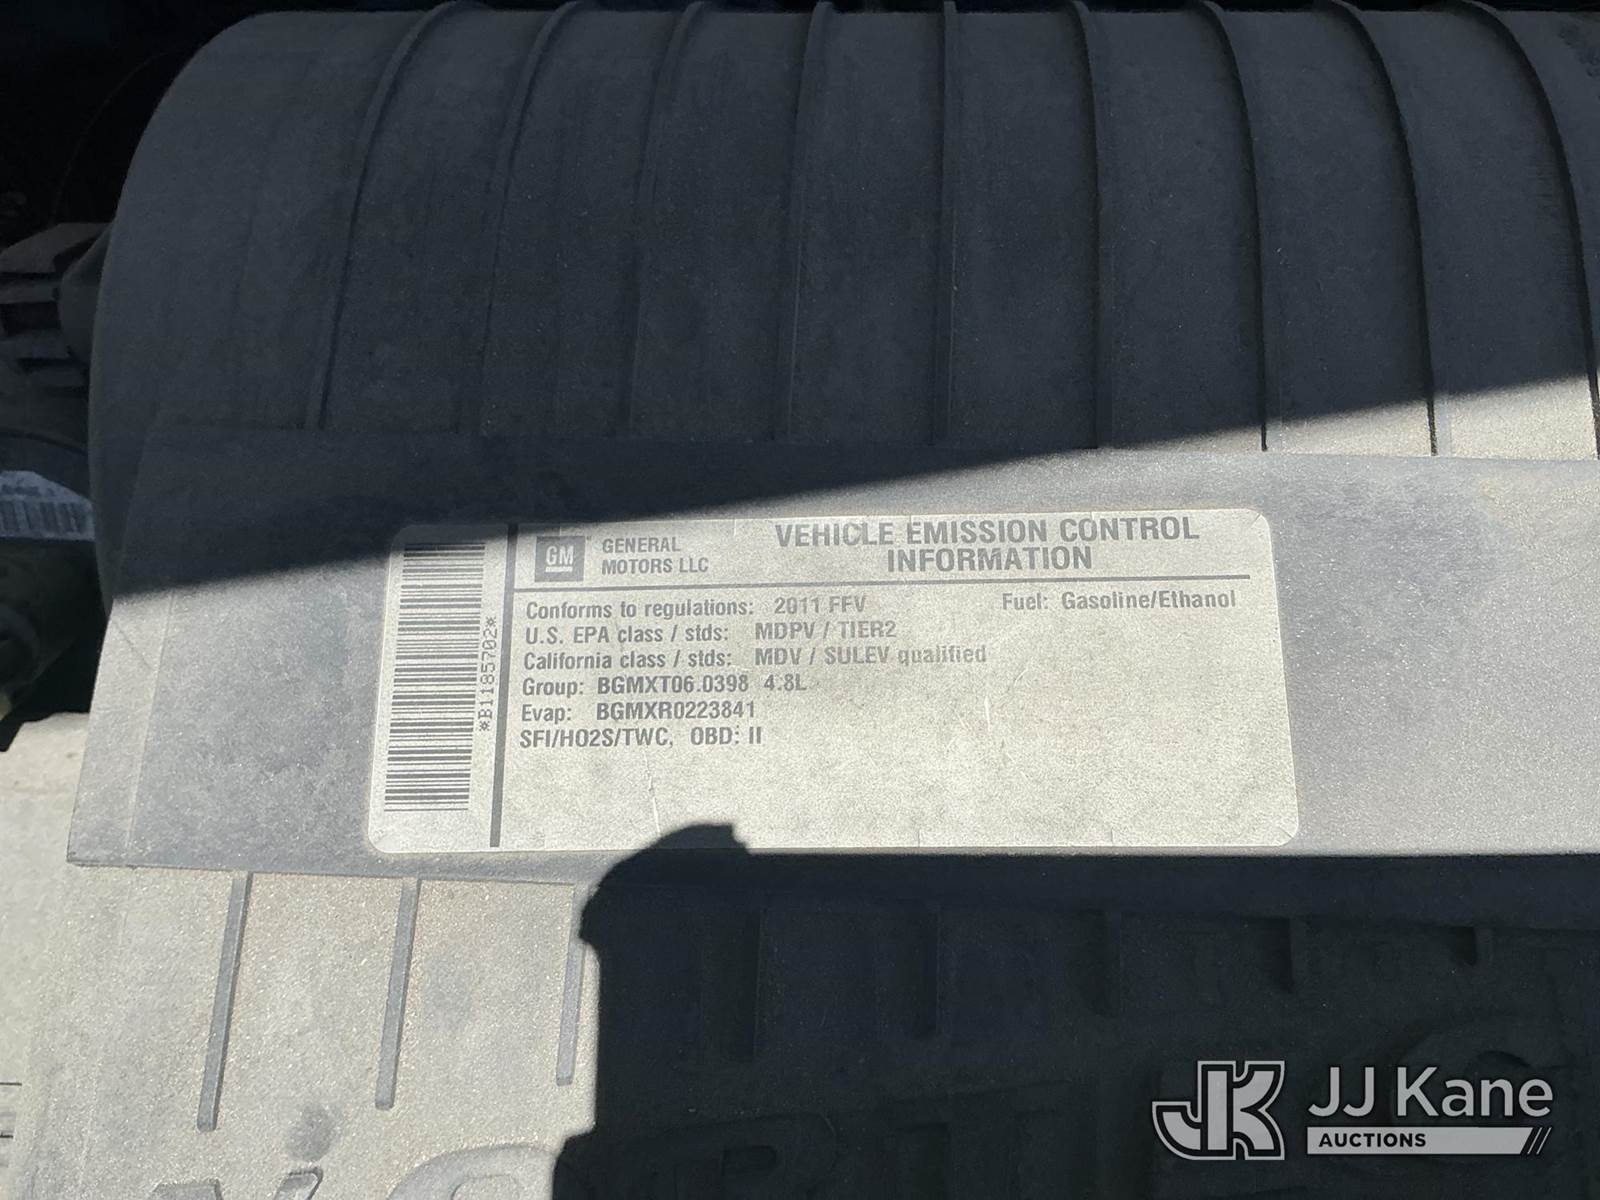 GM
GENERAL
MOTORS LLC
VEHICLE EMISSION CONTROL
INFORMATION
Conforms to regulations: 2011 FFV Fuel: Gasoline/Ethanol
U.S. EPA class / stds: MDPV / TIER2
California class / stds: MDV / SULEV qualified
Group: BGMXT06.0398 4.8L
Evap: BGMXR0223841
SFI/HO2S/TWC, OBD: II
*B1185702*
JK
JJ Kane
AUCTIONS